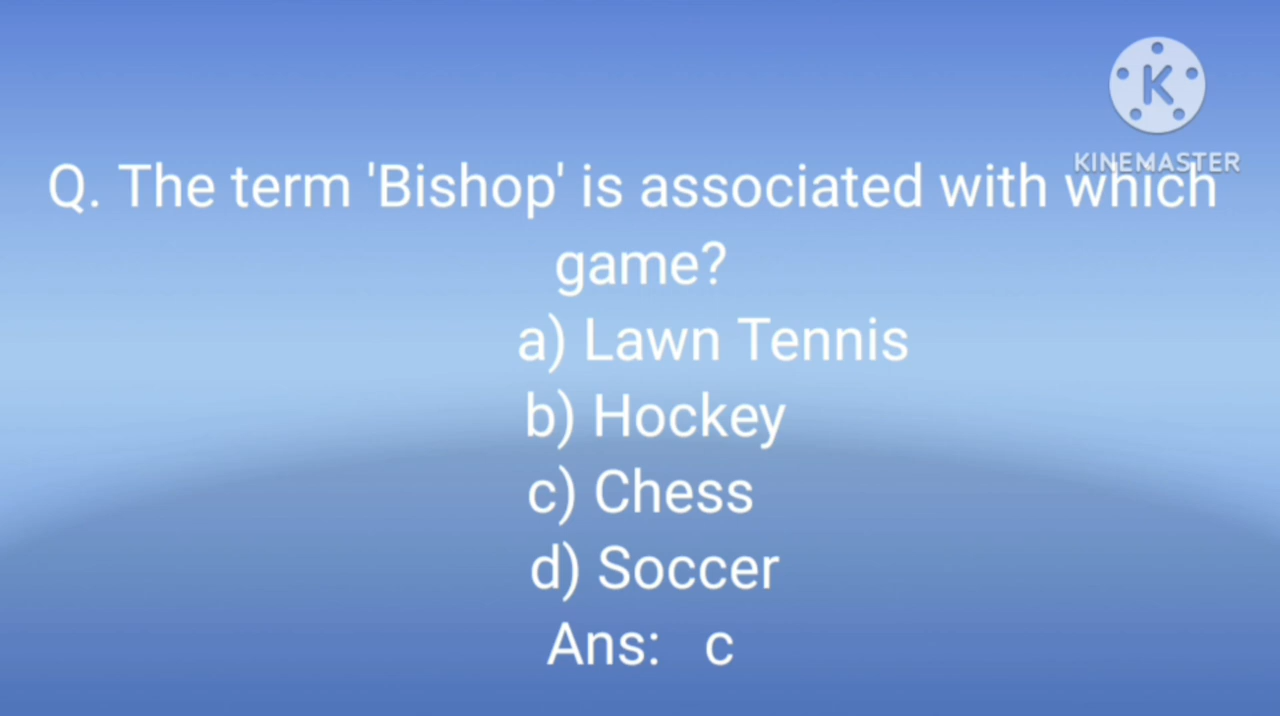 K
KINEMASTER
Q. The term 'Bishop' is associated with which
game?
a) Lawn Tennis
b) Hockey
c) Chess
d) Soccer
Ans: c